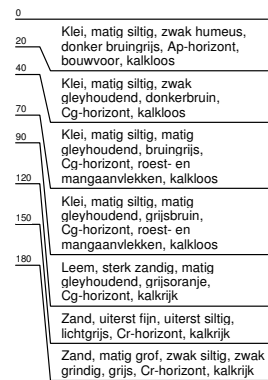 0
Klei, matig siltig, zwak humeus,
donker bruingrijs, Ap-horizont,
bouwvoor, kalkloos
20
Klei, matig siltig, zwak
gleyhoudend, donkerbruin,
Cg-horizont, kalkloos
40
Klei, matig siltig, matig
gleyhoudend, bruingrijs,
Cg-horizont, roest- en
mangaanvlekken, kalkloos
70
Klei, matig siltig, matig
gleyhoudend, grijsbruin,
Cg-horizont, roest- en
mangaanvlekken, kalkloos
90
Leem, sterk zandig, matig
gleyhoudend, grijsoranje,
Cg-horizont, kalkrijk
120
Zand, uiterst fijn, uiterst siltig,
lichtgrijs, Cr-horizont, kalkrijk
150
Zand, matig grof, zwak siltig, zwak
grindig, grijs, Cr-horizont, kalkrijk
180